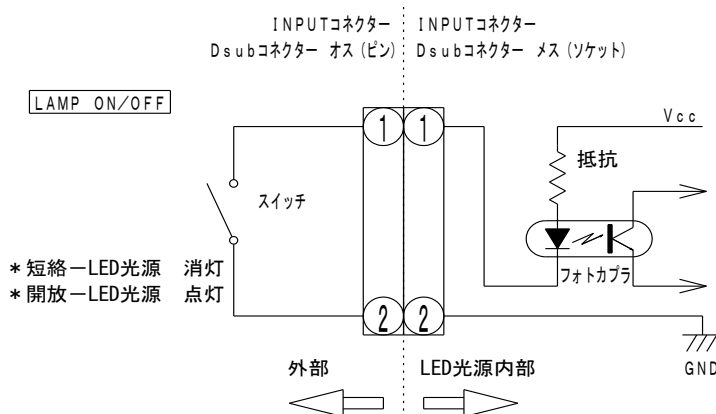 INPUTコネクター
Dsubコネクター オス(ピン)
INPUTコネクター
Dsubコネクター メス(ソケット)
LAMP ON/OFF
1
1
Vcc
抵抗
スイッチ
フォトカプラ
*短絡－LED光源 消灯
*開放－LED光源 点灯
2
2
GND
外部
LED光源内部